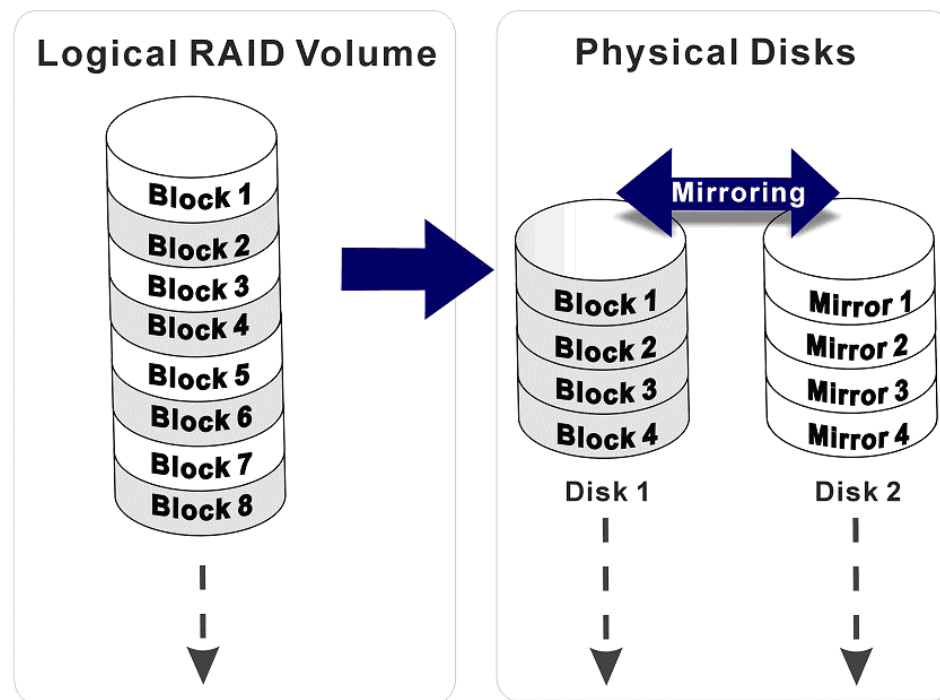 Logical RAID Volume
Block 1
Block 2
Block 3
Block 4
Block 5
Block 6
Block 7
Block 8
Physical Disks
Mirroring
Block 1
Block 2
Block 3
Block 4
Disk 1
Mirror 1
Mirror 2
Mirror 3
Mirror 4
Disk 2